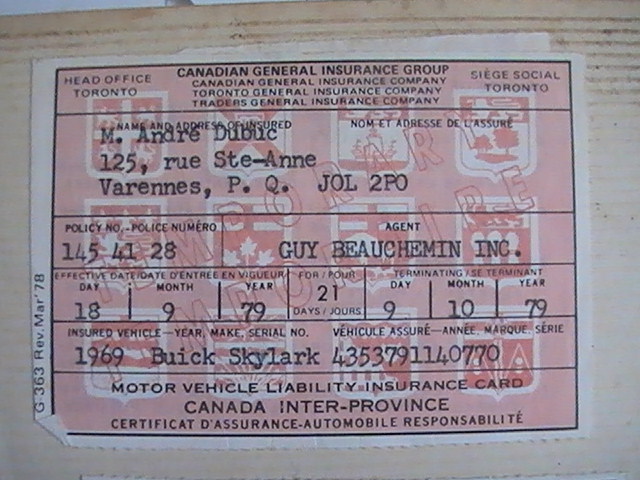 HEAD OFFICE
TORONTO
CANADIAN GENERAL INSURANCE GROUP
CANADIAN GENERAL INSURANCE COMPANY
TORONTO GENERAL INSURANCE COMPANY
TRADERS GENERAL INSURANCE COMPANY
SIÈGE SOCIAL
TORONTO
NAME AND ADDRESS OF INSURED
NOM ET ADRESSE DE L'ASSURÉ
M. André Dubuc
125, rue Ste-Anne
Varennes, P. Q. JOL 2P0
TEMPORARY
TEMPORAIRE
POLICY NO.-POLICE NUMÉRO
AGENT
145 41 28
GUY BEAUCHEMIN INC.
EFFECTIVE DATE/DATE D'ENTRÉE EN VIGUEUR
FOR/POUR
TERMINATING/SE TERMINANT
DAY MONTH YEAR
21
DAY MONTH YEAR
18 9 79
DAYS/JOURS
9 10 79
INSURED VEHICLE-YEAR, MAKE, SERIAL NO.
VÉHICULE ASSURÉ-ANNÉE, MARQUE, SÉRIE
1969 Buick Skylark 4353791140770
MOTOR VEHICLE LIABILITY INSURANCE CARD
CANADA INTER-PROVINCE
CERTIFICAT D'ASSURANCE-AUTOMOBILE RESPONSABILITÉ
G 363 Rev. Mar' 78